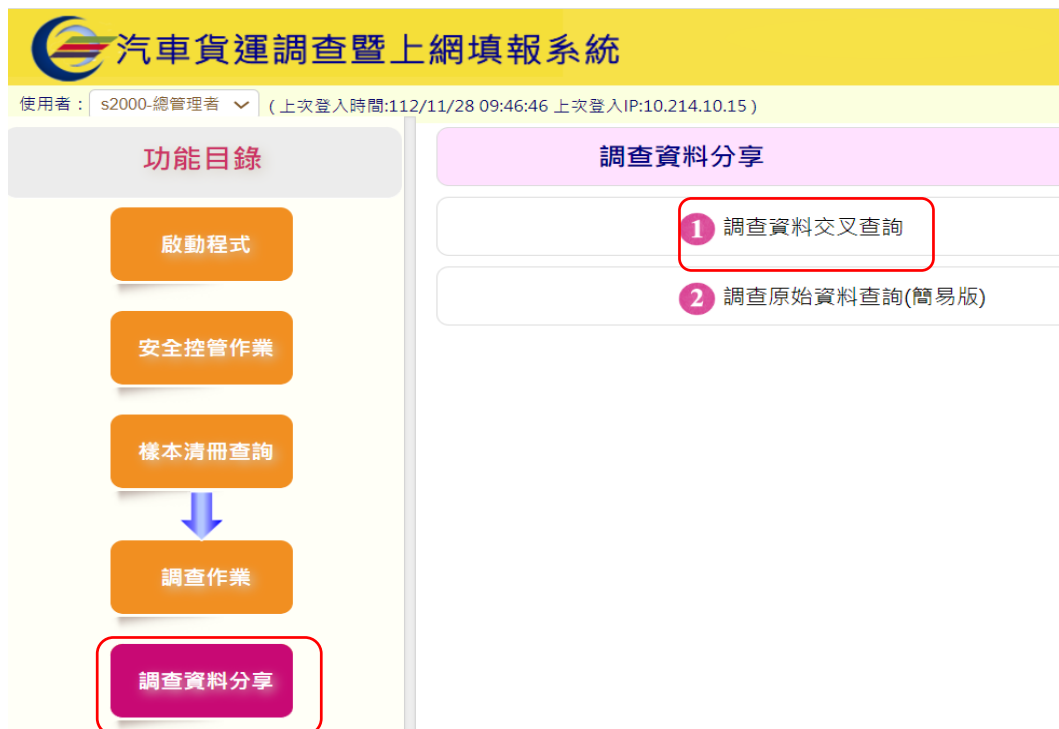 汽車貨運調查暨上網填報系統
使用者： s2000-總管理者 ( 上次登入時間:112/11/28 09:46:46 上次登入IP:10.214.10.15 )
功能目錄
啟動程式
安全控管作業
樣本清冊查詢
調查作業
調查資料分享
調查資料分享
1 調查資料交叉查詢
2 調查原始資料查詢(簡易版)